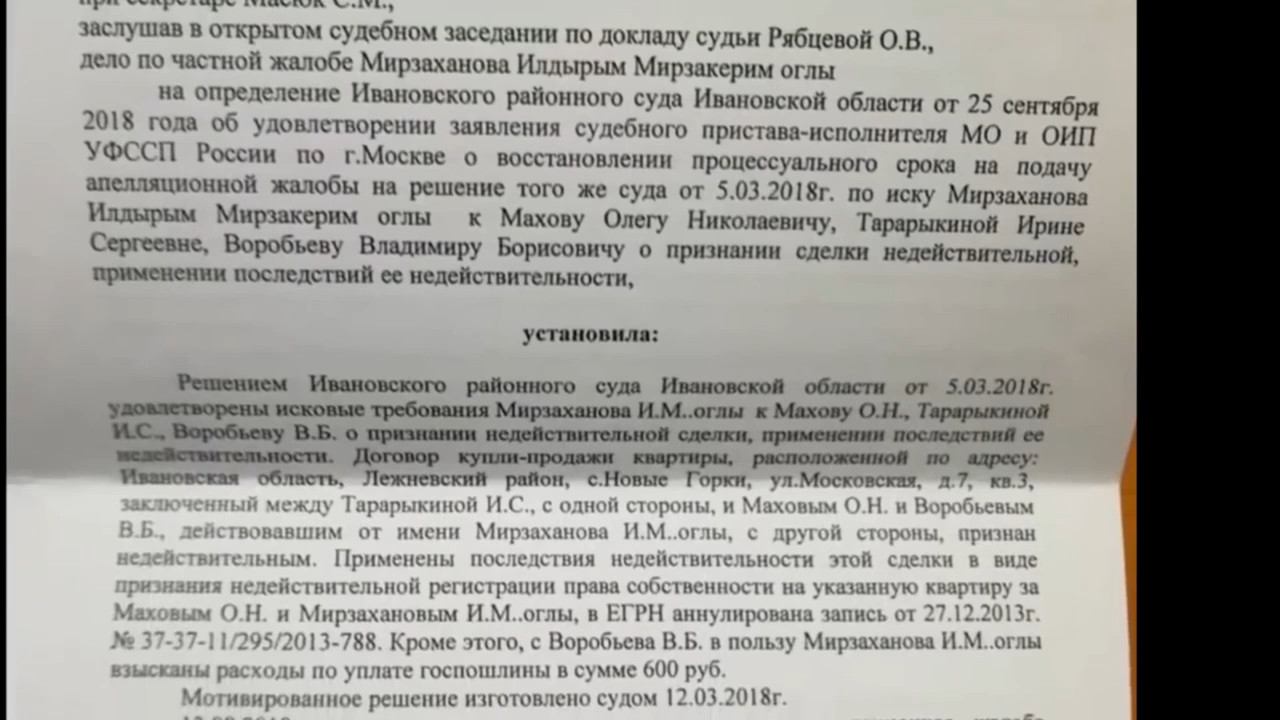 при секретаре Масюк С.М.,
заслушав в открытом судебном заседании по докладу судьи Рябцевой О.В.,
дело по частной жалобе Мирзаханова Илдырым Мирзакерим оглы
на определение Ивановского районного суда Ивановской области от 25 сентября
2018 года об удовлетворении заявления судебного пристава-исполнителя МО и ОИП
УФССП России по г.Москве о восстановлении процессуального срока на подачу
апелляционной жалобы на решение того же суда от 5.03.2018г. по иску Мирзаханова
Илдырым Мирзакерим оглы к Махову Олегу Николаевичу, Тарарыкиной Ирине
Сергеевне, Воробьеву Владимиру Борисовичу о признании сделки недействительной,
применении последствий ее недействительности,
установила:
Решением Ивановского районного суда Ивановской области от 5.03.2018г.
удовлетворены исковые требования Мирзаханова И.М..оглы к Махову О.Н., Тарарыкиной
И.С., Воробьеву В.Б. о признании недействительной сделки, применении последствий ее
недействительности. Договор купли-продажи квартиры, расположенной по адресу:
Ивановская область, Лежневский район, с.Новые Горки, ул.Московская, д.7, кв.3,
заключенный между Тарарыкиной И.С., с одной стороны, и Маховым О.Н. и Воробьевым
В.Б., действовавшим от имени Мирзаханова И.М..оглы, с другой стороны, признан
недействительным. Применены последствия недействительности этой сделки в виде
признания недействительной регистрации права собственности на указанную квартиру за
Маховым О.Н. и Мирзахановым И.М..оглы, в ЕГРН аннулирована запись от 27.12.2013г.
№ 37-37-11/295/2013-788. Кроме этого, с Воробьева В.Б. в пользу Мирзаханова И.М..оглы
взысканы расходы по уплате госпошлины в сумме 600 руб.
Мотивированное решение изготовлено судом 12.03.2018г.